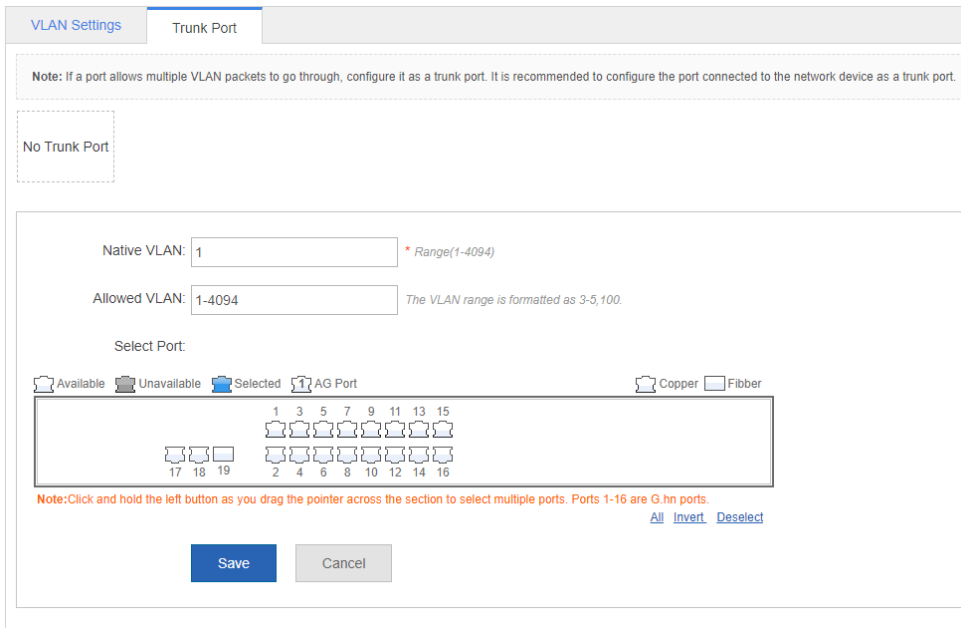 VLAN Settings
Trunk Port
Note: If a port allows multiple VLAN packets to go through, configure it as a trunk port. It is recommended to configure the port connected to the network device as a trunk port.
No Trunk Port
Native VLAN: 1 * Range(1-4094)
Allowed VLAN: 1-4094 The VLAN range is formatted as 3-5,100.
Select Port:
Available Unavailable Selected 1 AG Port Copper Fibber
1 3 5 7 9 11 13 15
17 18 19 2 4 6 8 10 12 14 16
Note:Click and hold the left button as you drag the pointer across the section to select multiple ports. Ports 1-16 are G.hn ports.
All Invert Deselect
Save Cancel